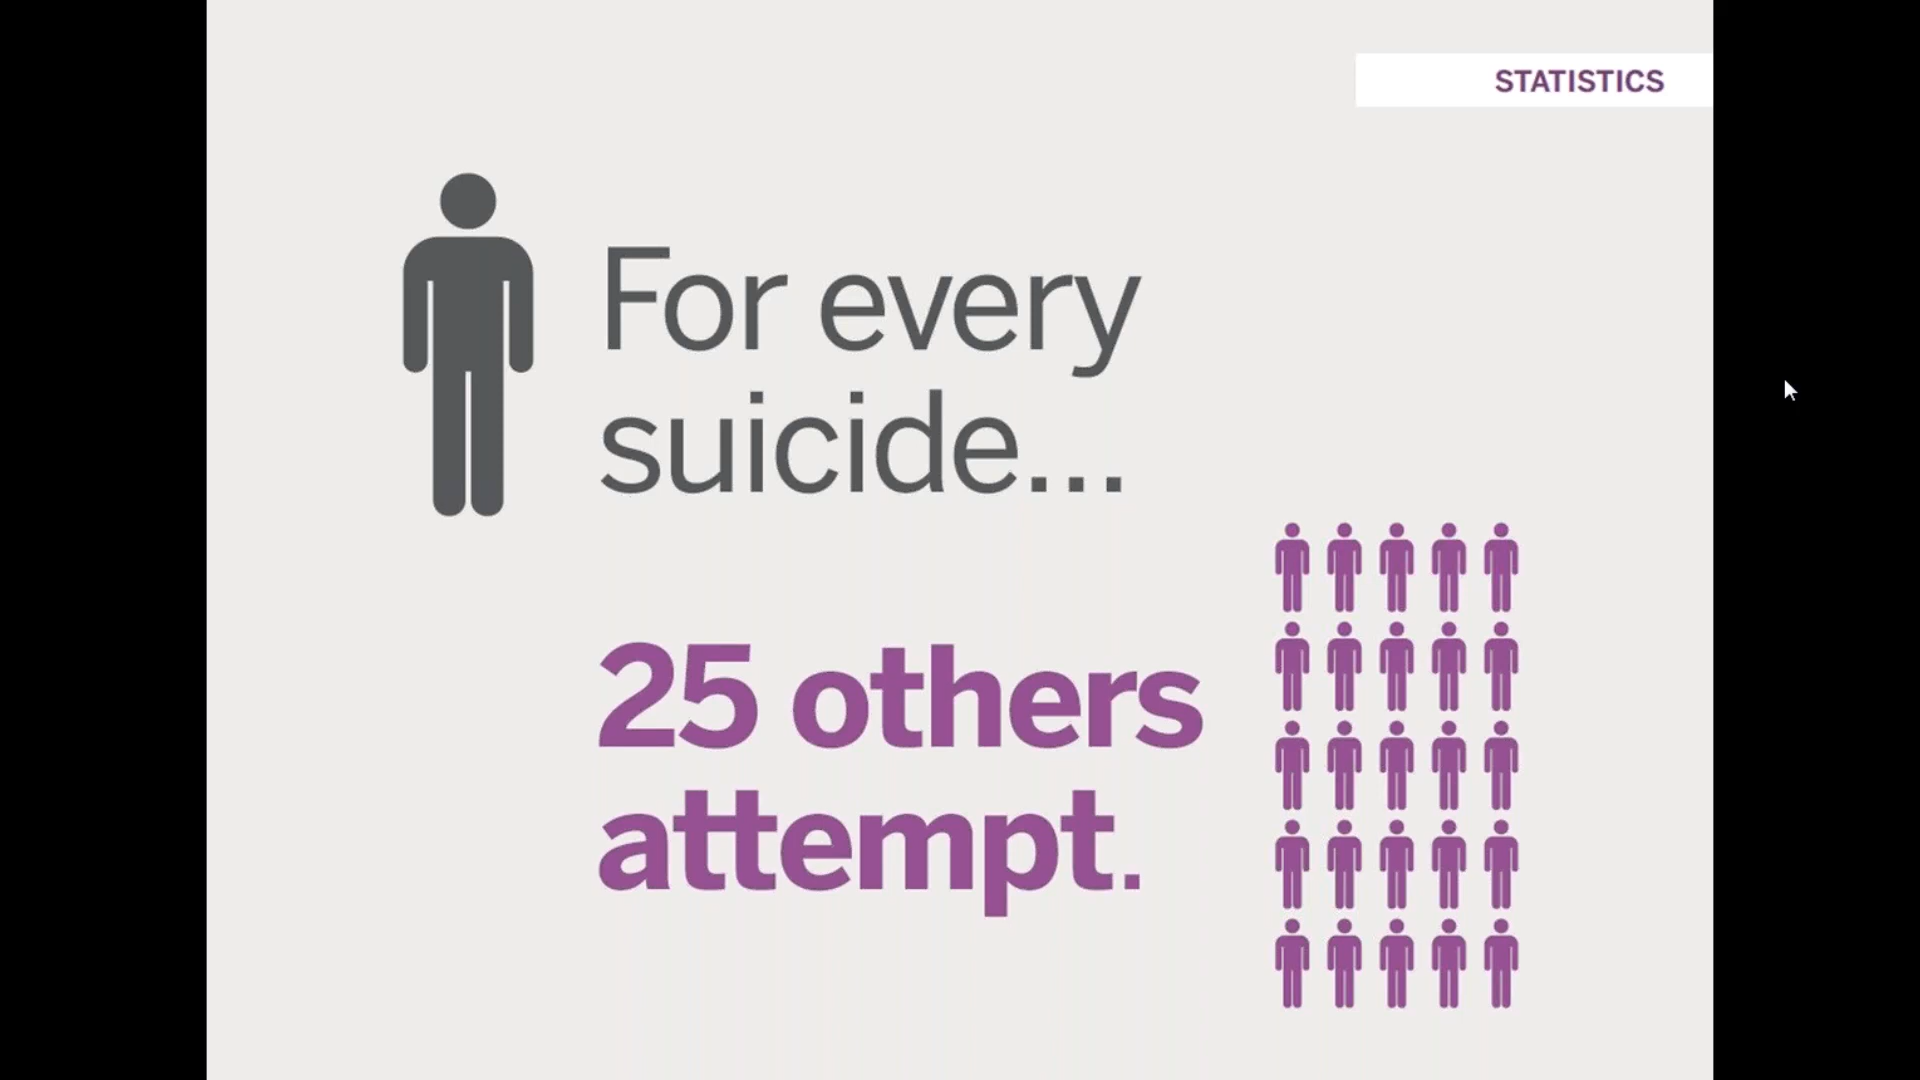 STATISTICS
For every
suicide...
25 others
attempt.